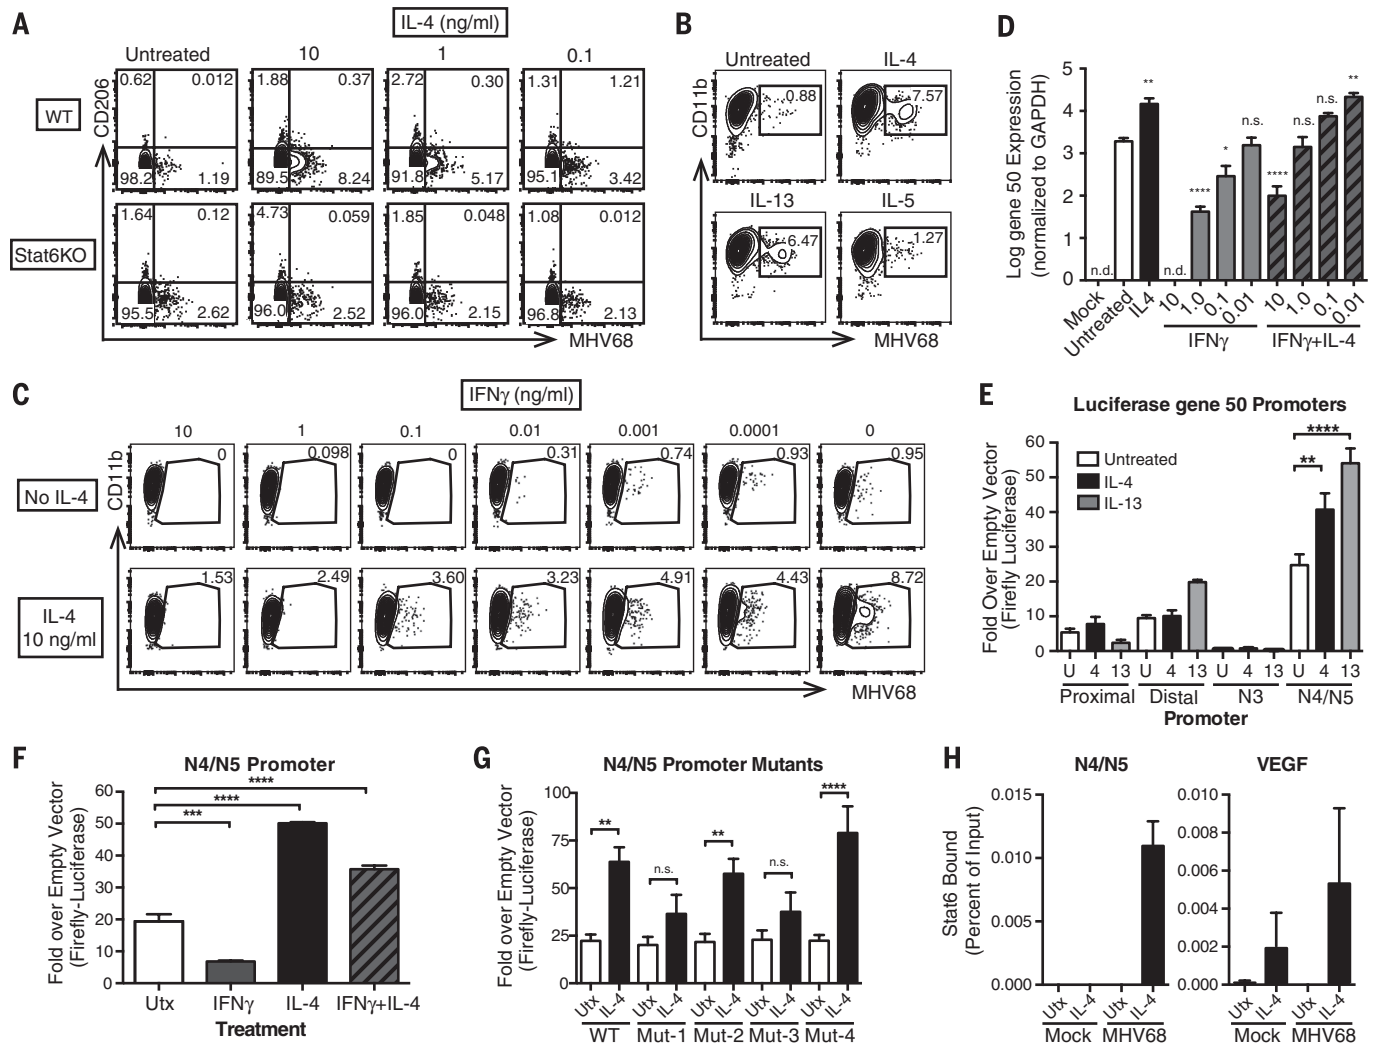 A
IL-4 (ng/ml)
Untreated 10 1 0.1
WT
CD206
0.62 0.012 1.88 0.37 2.72 0.30 1.31 1.21
98.2 1.19 89.5 8.24 91.8 5.17 95.1 3.42
Stat6KO
1.64 0.12 4.73 0.059 1.85 0.048 1.08 0.012
95.5 2.62 96.0 2.52 96.0 2.15 96.8 2.13
MHV68
B
Untreated IL-4
CD11b
0.88 7.57
IL-13 IL-5
6.47 1.27
MHV68
C
IFNγ (ng/ml)
10 1 0.1 0.01 0.001 0.0001 0
No IL-4
CD11b
0 0.098 0 0.31 0.74 0.93 0.95
IL-4
10 ng/ml
1.53 2.49 3.60 3.23 4.91 4.43 8.72
MHV68
D
Log gene 50 Expression
(normalized to GAPDH)
5
4
3
2
1
0
n.d. ** n.d. **** * n.s. **** n.s. n.s. **
Mock Untreated IL4 10 1.0 0.1 0.01 10 1.0 0.1 0.01
IFNγ IFNγ+IL-4
E
Luciferase gene 50 Promoters
Fold Over Empty Vector
(Firefly Luciferase)
60
50
40
30
20
10
0
Untreated
IL-4
IL-13
****
**
U 4 13 U 4 13 U 4 13 U 4 13
Proximal Distal N3 N4/N5
Promoter
F
N4/N5 Promoter
Fold over Empty Vector
(Firefly-Luciferase)
60
50
40
30
20
10
0
****
****
***
Utx IFNγ IL-4 IFNγ+IL-4
Treatment
G
N4/N5 Promoter Mutants
Fold over Empty Vector
(Firefly-Luciferase)
100
75
50
25
0
** n.s. ** n.s. ****
Utx IL-4 Utx IL-4 Utx IL-4 Utx IL-4 Utx IL-4
WT Mut-1 Mut-2 Mut-3 Mut-4
H
N4/N5
Stat6 Bound
(Percent of Input)
0.015
0.010
0.005
0.000
Utx IL-4 Utx IL-4
Mock MHV68
VEGF
0.010
0.008
0.006
0.004
0.002
0.000
Utx IL-4 Utx IL-4
Mock MHV68